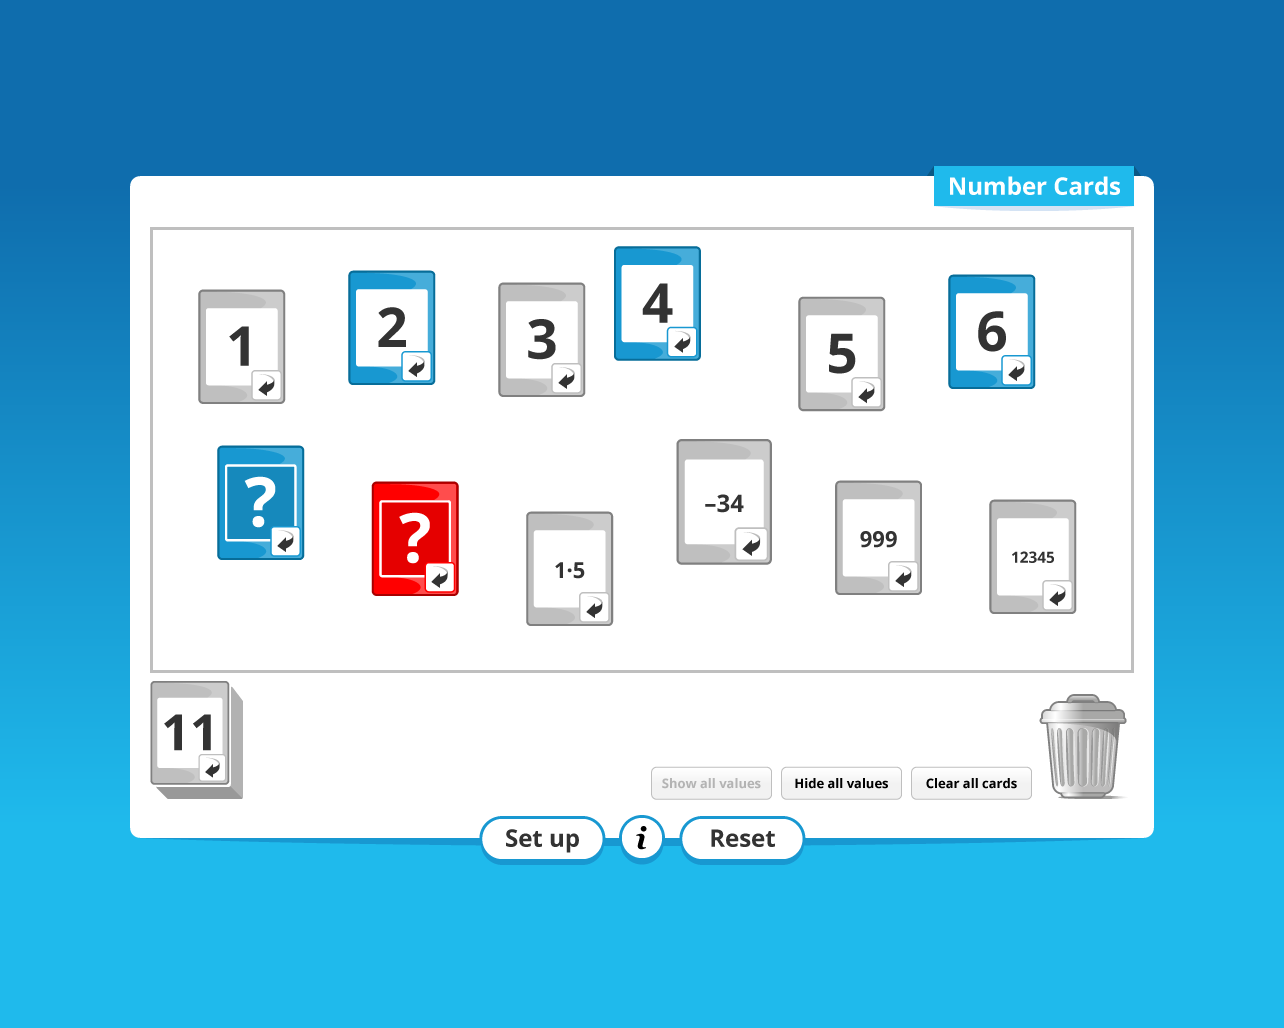 Number Cards
1
2
3
4
5
6
?
?
1·5
–34
999
12345
11
Show all values
Hide all values
Clear all cards
Set up
i
Reset